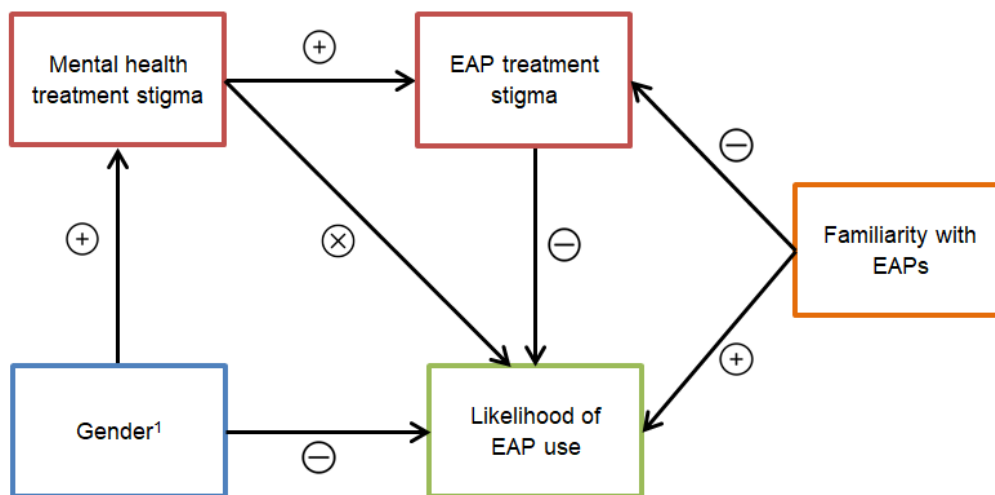 Mental health
treatment stigma
+
EAP treatment
stigma
−
+
×
−
Familiarity with
EAPs
+
Gender¹
−
Likelihood of
EAP use